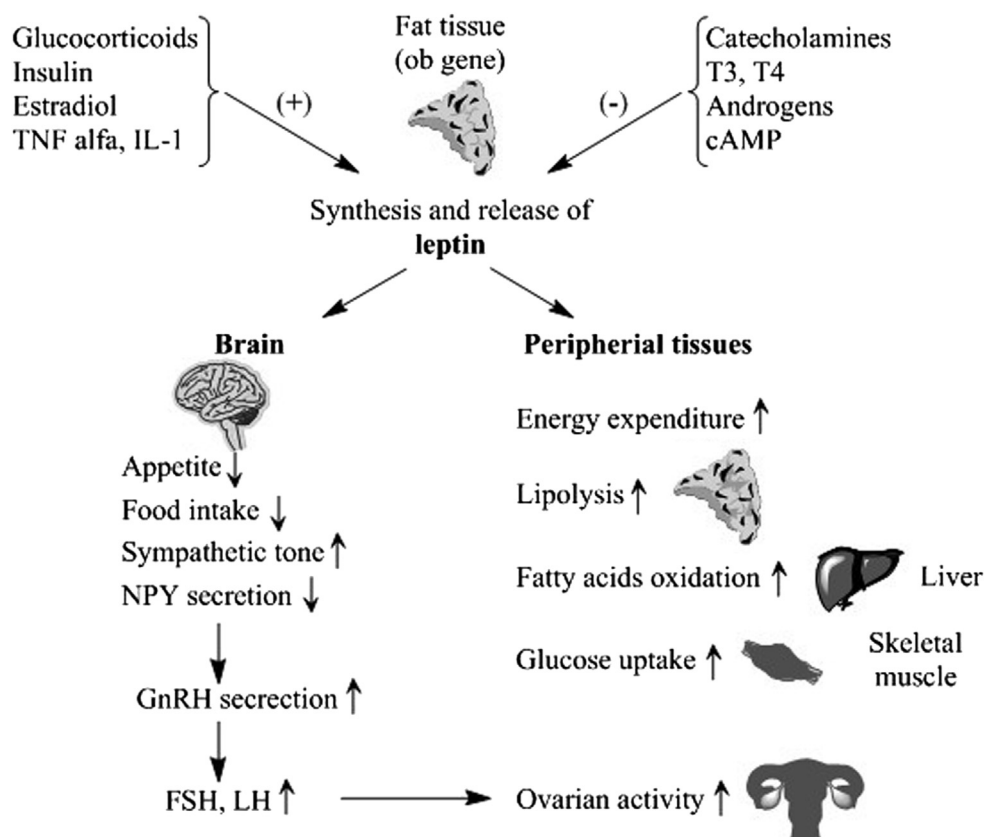 Glucocorticoids
Insulin
Estradiol
TNF alfa, IL-1
(+)
Fat tissue
(ob gene)
(-)
Catecholamines
T3, T4
Androgens
cAMP
Synthesis and release of
leptin
Brain
Appetite ↓
Food intake ↓
Sympathetic tone ↑
NPY secretion ↓
GnRH secrection ↑
FSH, LH ↑
Peripherial tissues
Energy expenditure ↑
Lipolysis ↑
Fatty acids oxidation ↑
Liver
Glucose uptake ↑
Skeletal
muscle
Ovarian activity ↑